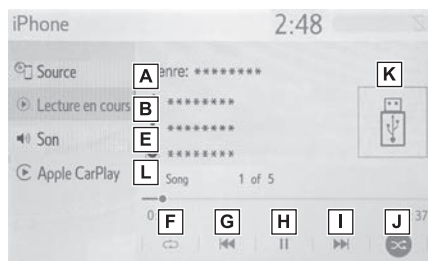 iPhone 2:48
Source A enre: ******** K
Lecture en cours B ********
Son E ********
********
Apple CarPlay L Song 1 of 5
0 37
F G H I J